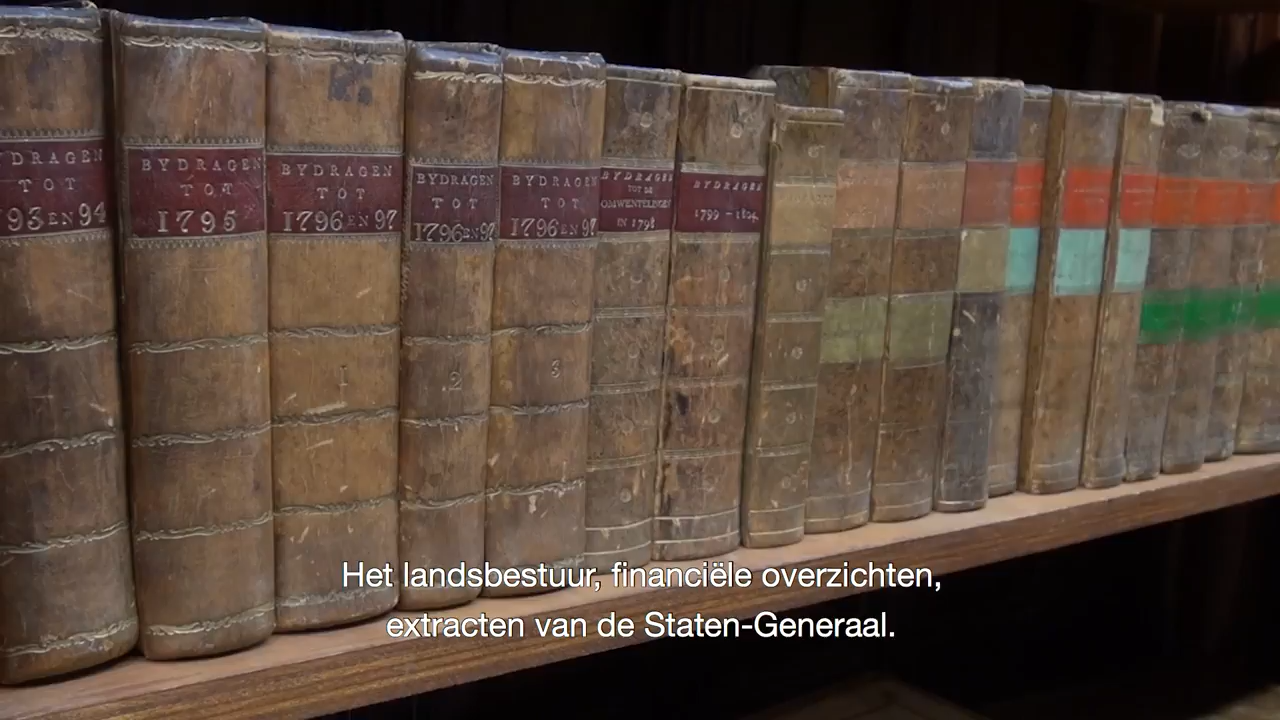 BYDRAGEN
TOT
93 EN 94
BYDRAGEN
TOT
1795
BYDRAGEN
TOT
1796 EN 97
1
BYDRAGEN
TOT
1796 EN 97
2
BYDRAGEN
TOT
1796 EN 97
3
BYDRAGEN
TOT DE
OMWENTELINGEN
IN 1798
BYDRAGEN
1799 - 1804
Het landsbestuur, financiële overzichten,
extracten van de Staten-Generaal.